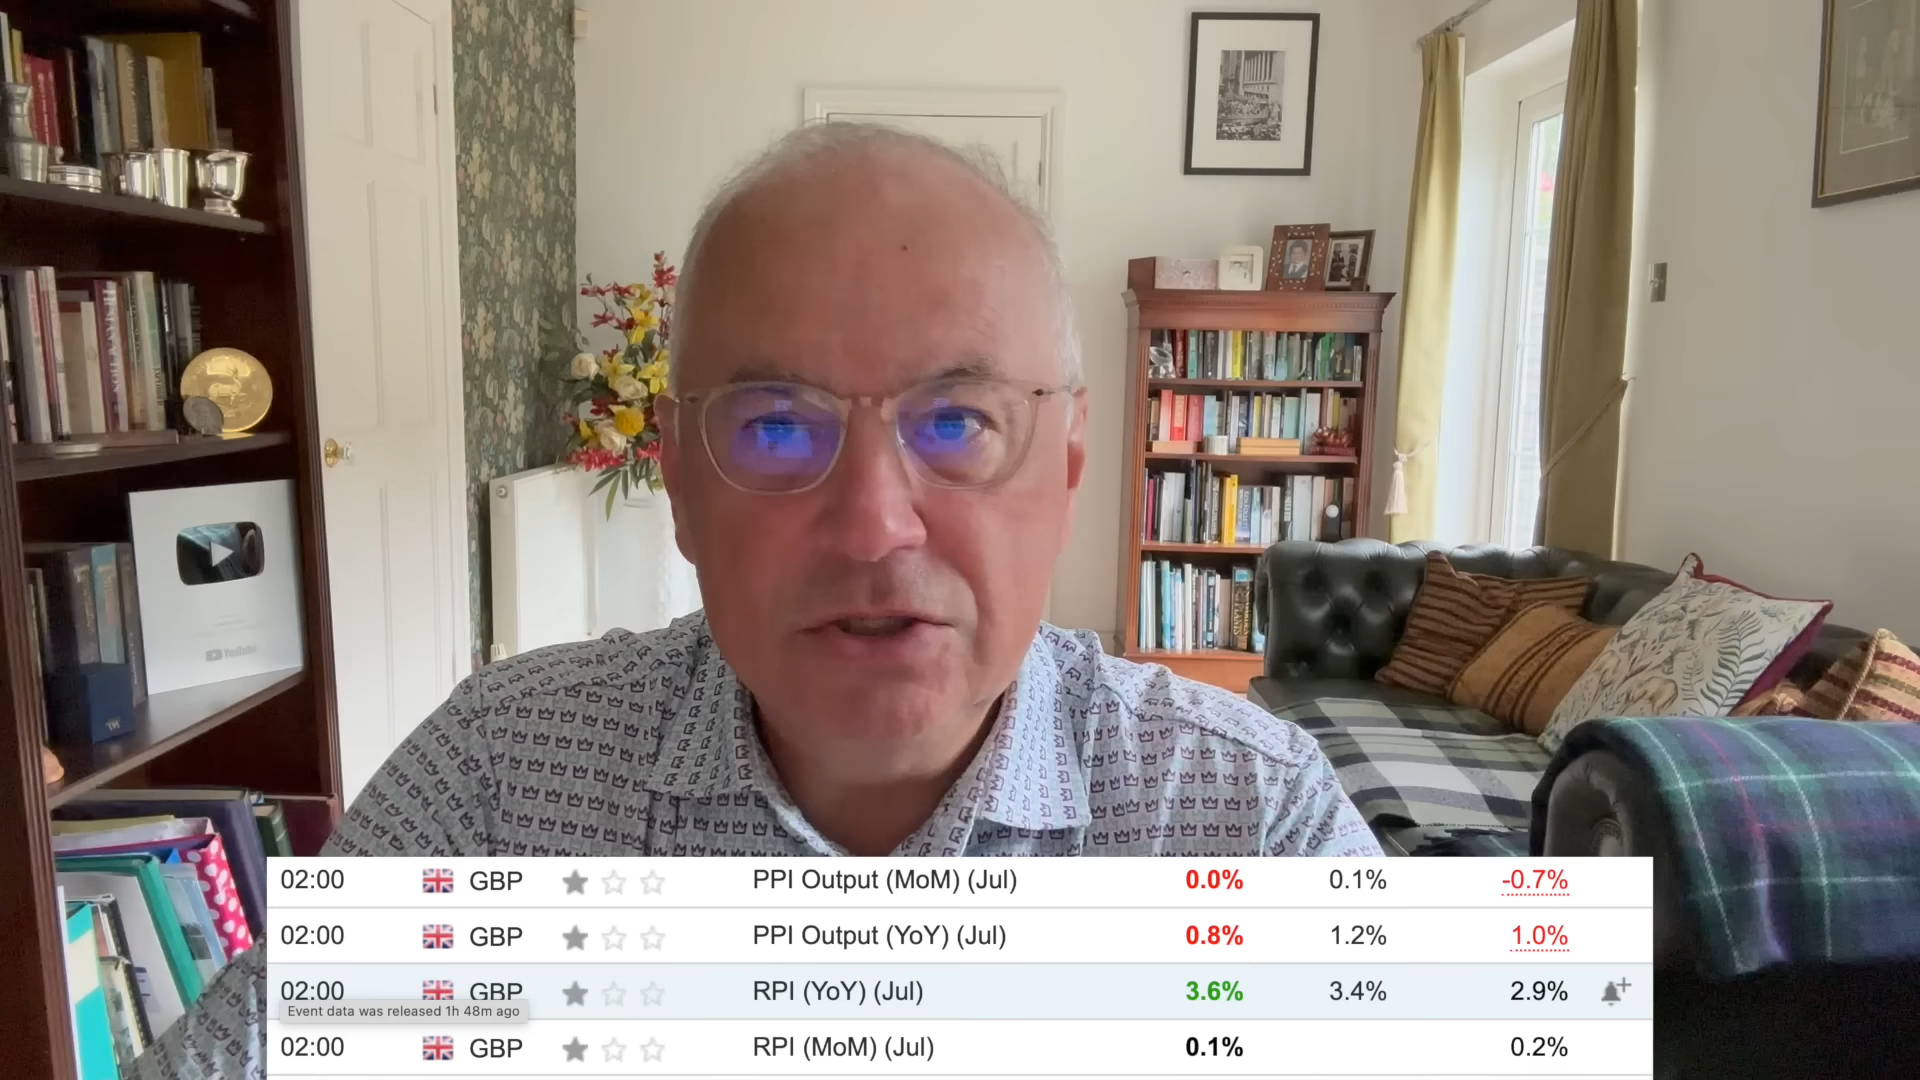 YouTube
02:00 GBP PPI Output (MoM) (Jul) 0.0% 0.1% -0.7%
02:00 GBP PPI Output (YoY) (Jul) 0.8% 1.2% 1.0%
02:00 GBP RPI (YoY) (Jul) 3.6% 3.4% 2.9%
Event data was released 1h 48m ago
02:00 GBP RPI (MoM) (Jul) 0.1% 0.2%